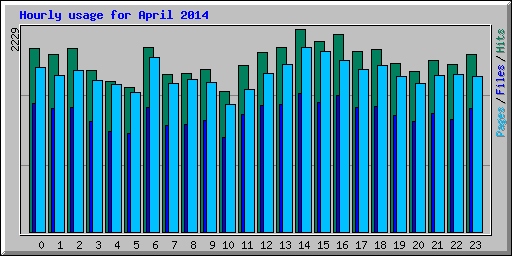 Hourly usage for April 2014
2229
Pages/Files/Hits
0 1 2 3 4 5 6 7 8 9 10 11 12 13 14 15 16 17 18 19 20 21 22 23